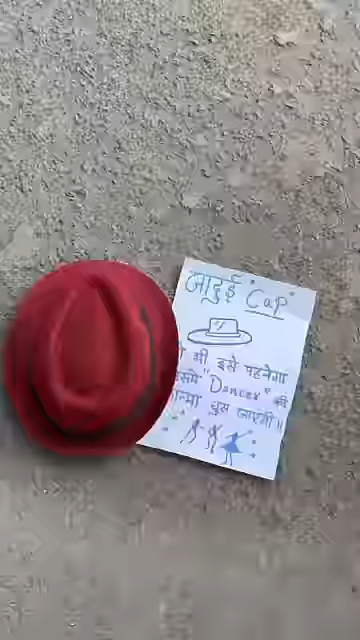 जादुई Cap
भी इसे पहनेगा
"Dancer" की
घुस जाएगी॥